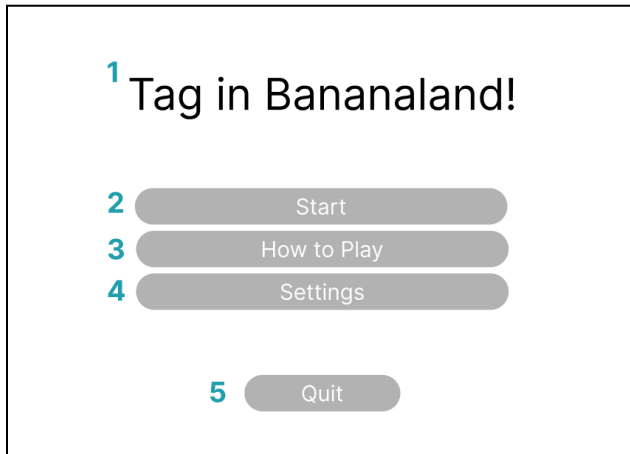 1 Tag in Bananaland!
2 Start
3 How to Play
4 Settings
5 Quit